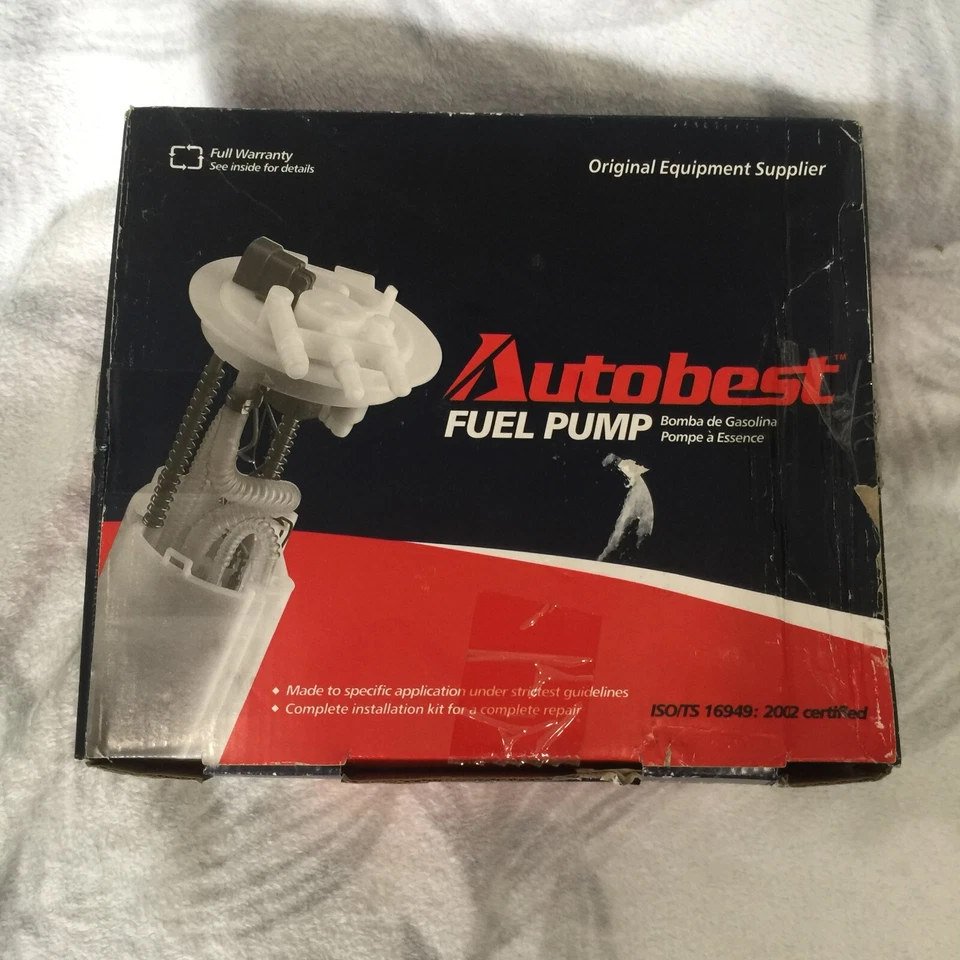 Full Warranty
See inside for details
Original Equipment Supplier
Autobest™
FUEL PUMP
Bomba de Gasolina
Pompe à Essence
◆ Made to specific application under strictest guidelines
◆ Complete installation kit for a complete repair
ISO/TS 16949: 2002 certified